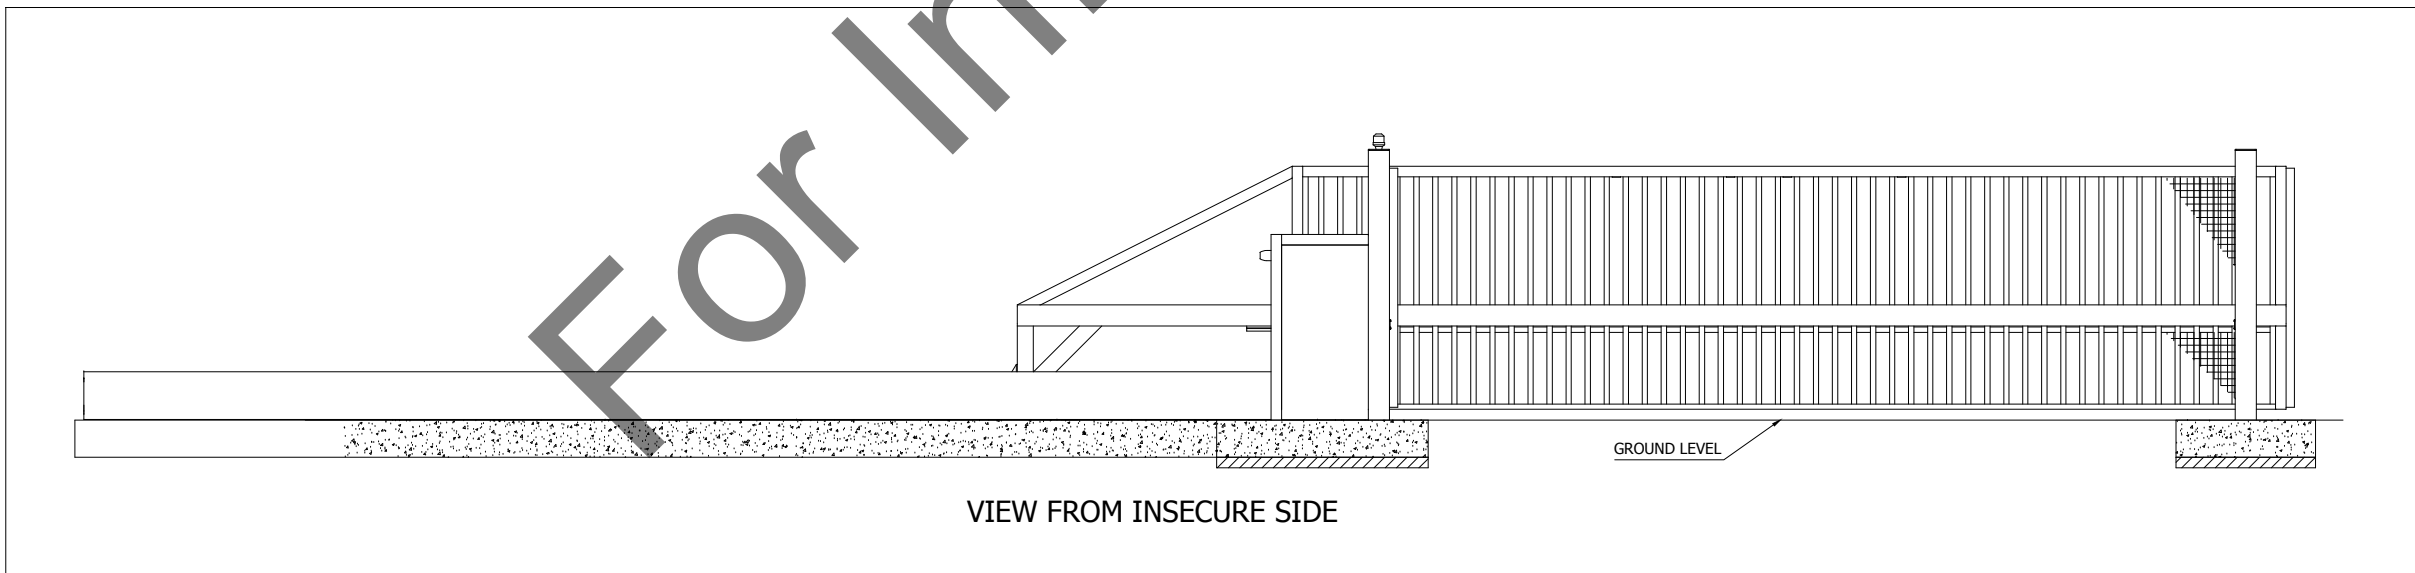 For In
GROUND LEVEL
VIEW FROM INSECURE SIDE